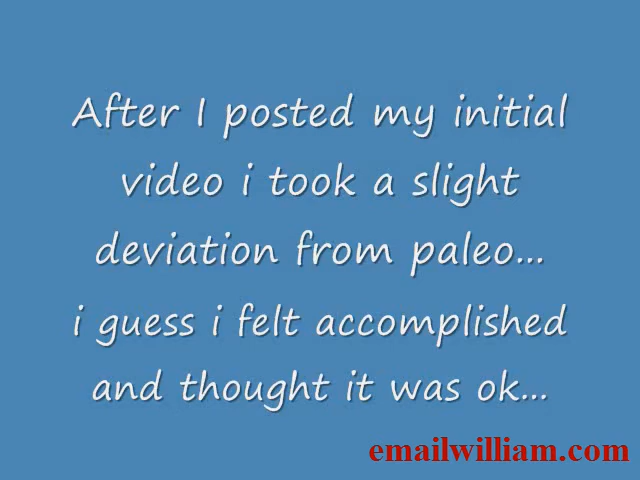 After I posted my initial
video i took a slight
deviation from paleo...
i guess i felt accomplished
and thought it was ok...
emailwilliam.com